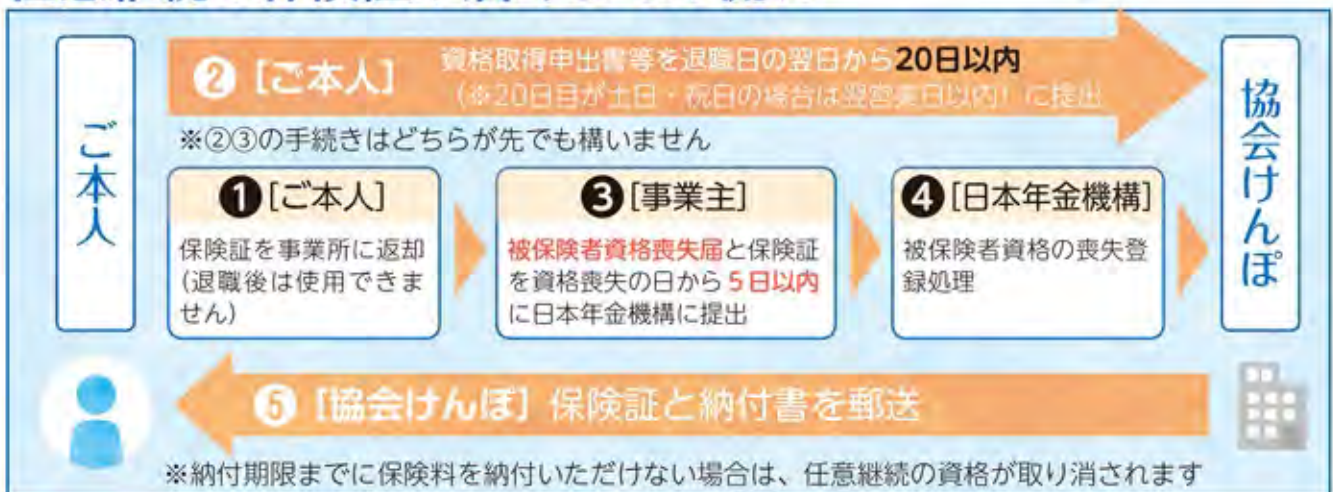 ご本人
❷ [ご本人]
資格取得申出書等を退職日の翌日から20日以内
(※20日目が土日・祝日の場合は翌営業日以内)に提出
※②③の手続きはどちらが先でも構いません
❶[ご本人]
保険証を事業所に返却
(退職後は使用できま
せん)
❸[事業主]
被保険者資格喪失届と保険証
を資格喪失の日から5日以内
に日本年金機構に提出
❹[日本年金機構]
被保険者資格の喪失登
録処理
協会けんぽ
❺ [協会けんぽ] 保険証と納付書を郵送
※納付期限までに保険料を納付いただけない場合は、任意継続の資格が取り消されます